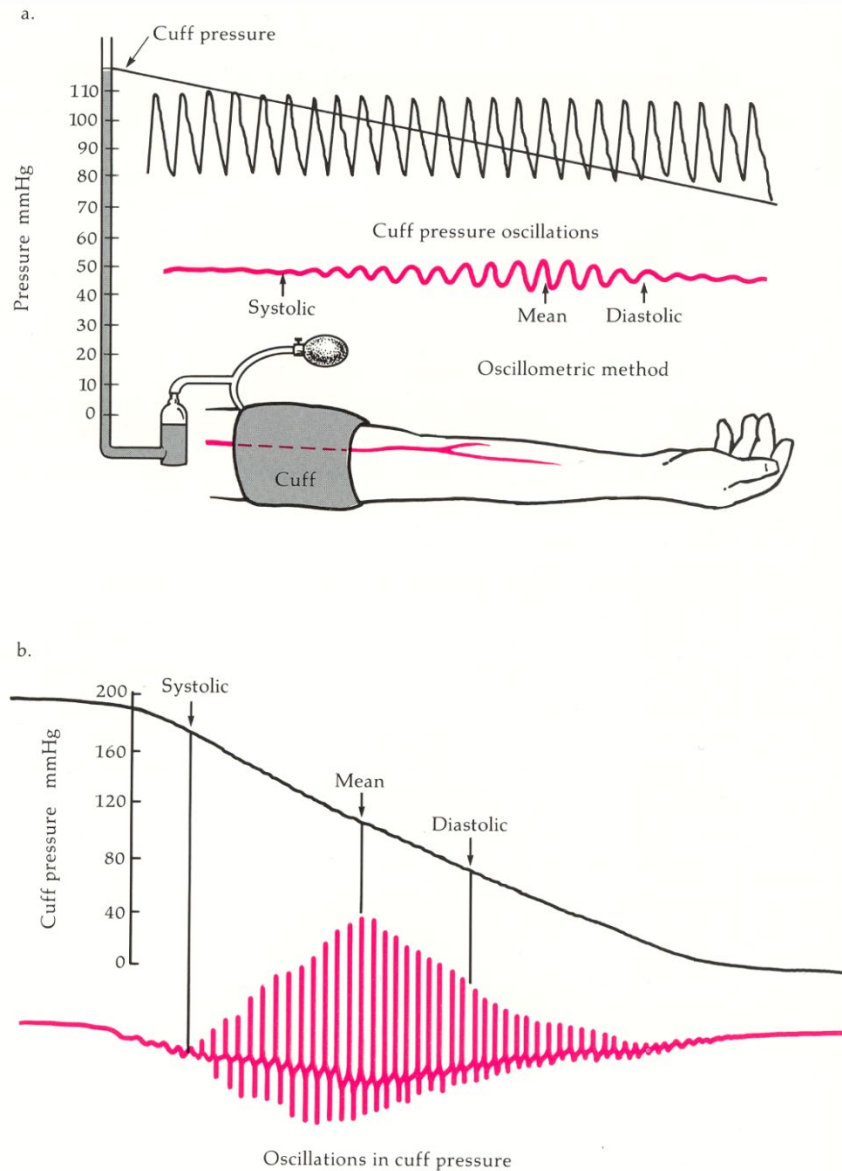 a.
Cuff pressure
Pressure mmHg
110
100
90
80
70
60
50
40
30
20
10
0
Cuff pressure oscillations
Systolic
Mean
Diastolic
Oscillometric method
Cuff
b.
Cuff pressure mmHg
200
160
120
80
40
0
Systolic
Mean
Diastolic
Oscillations in cuff pressure